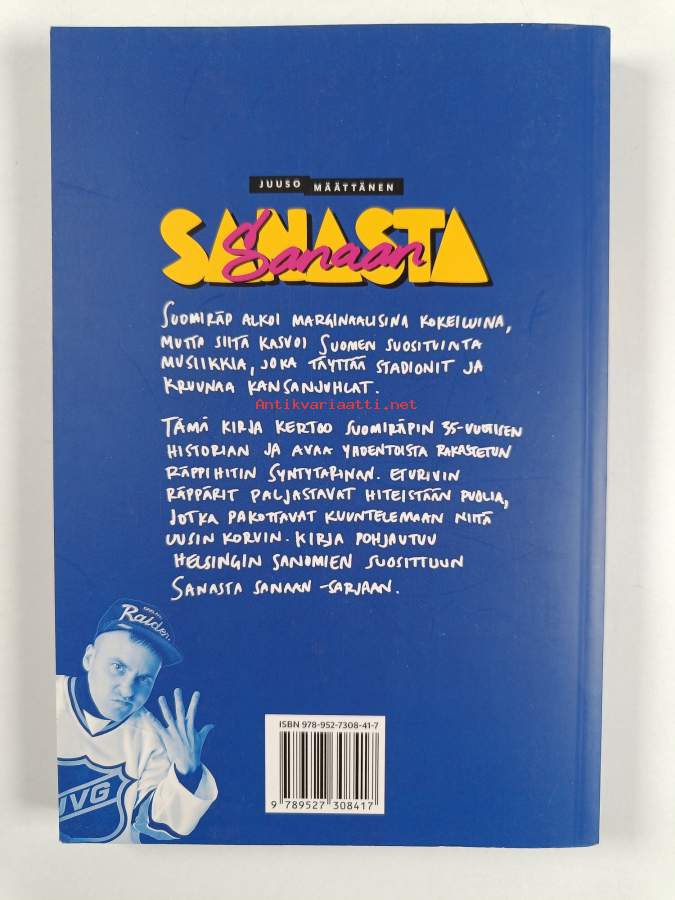 JUUSO MÄÄTTÄNEN
SANASTA
Sanaan
SUOMIRÄP ALKOI MARGINAALISINA KOKEILUINA,
MUTTA SIITÄ KASVOI SUOMEN SUOSITUINTA
MUSIIKKIA, JOKA TÄYTTÄÄ STADIONIT JA
KRUUNAA KANSANJUHLAT.
Antikvariaatti.net
TÄMÄ KIRJA KERTOO SUOMIRÄPIN 35-VUOTISEN
HISTORIAN JA AVAA YHDENTOISTA RAKASTETUN
RÄPPIHITIN SYNTYTARINAN. ETURIVIN
RÄPPÄRIT PALJASTAVAT HITEISTÄÄN PUOLIA,
JOTKA PAKOTTAVAT KUUNTELEMAAN NIITÄ
UUSIN KORVIN. KIRJA POHJAUTUU
HELSINGIN SANOMIEN SUOSITTUUN
SANASTA SANAAN -SARJAAN.
JVG
ISBN 978-952-7308-41-7
9 789527 308417